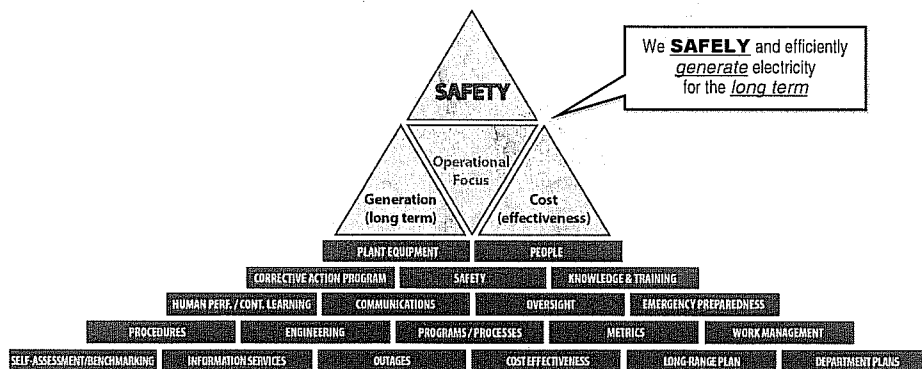 We SAFELY and efficiently
generate electricity
for the long term
SAFETY
Operational
Focus
Generation
(long term)
Cost
(effectiveness)
PLANT EQUIPMENT
PEOPLE
CORRECTIVE ACTION PROGRAM
SAFETY
KNOWLEDGE & TRAINING
HUMAN PERF. / CONT. LEARNING
COMMUNICATIONS
OVERSIGHT
EMERGENCY PREPAREDNESS
PROCEDURES
ENGINEERING
PROGRAMS / PROCESSES
METRICS
WORK MANAGEMENT
SELF-ASSESSMENT/BENCHMARKING
INFORMATION SERVICES
OUTAGES
COST EFFECTIVENESS
LONG-RANGE PLAN
DEPARTMENT PLANS